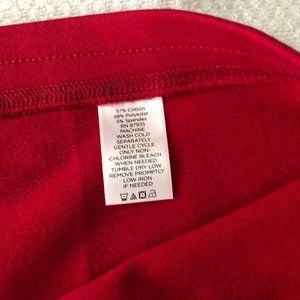 57% Cotton
38% Polyester
5% Spandex
RN 87935
MACHINE
WASH COLD
SEPARATELY
GENTLE CYCLE
ONLY NON-
CHLORINE BLEACH
WHEN NEEDED
TUMBLE DRY LOW
REMOVE PROMPTLY
LOW IRON
IF NEEDED